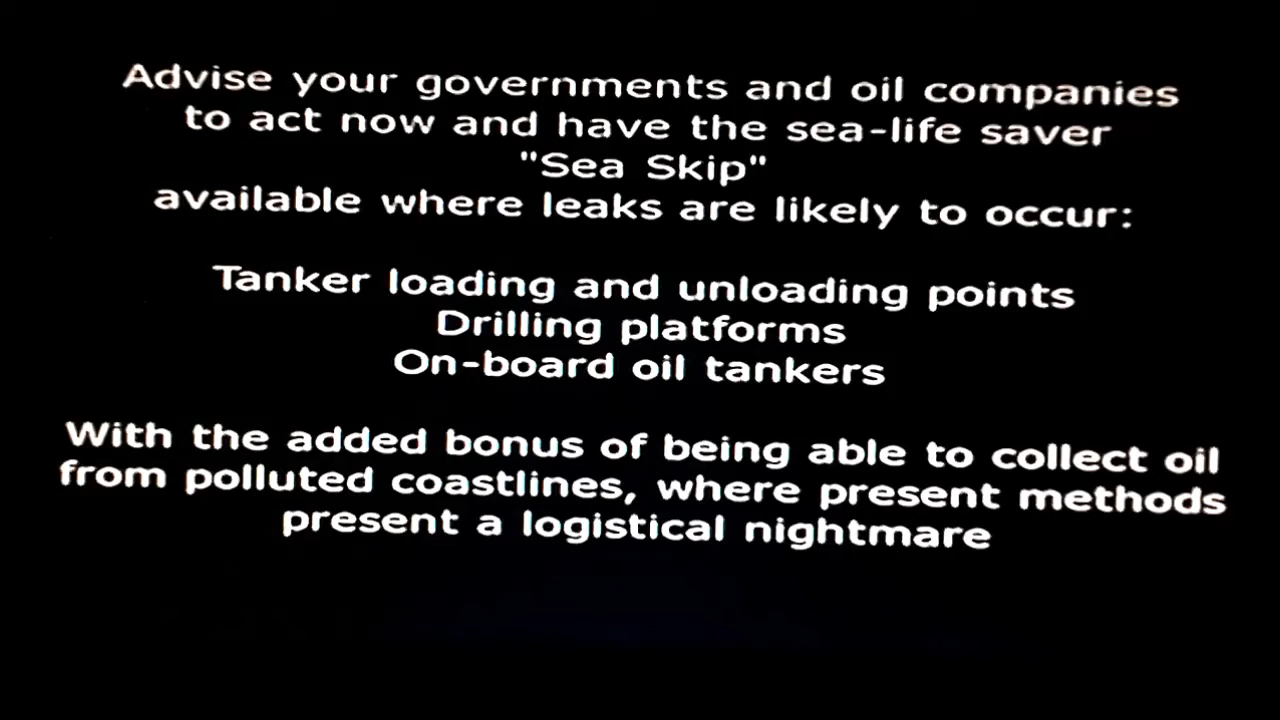 Advise your governments and oil companies
to act now and have the sea-life saver
"Sea Skip"
available where leaks are likely to occur:
Tanker loading and unloading points
Drilling platforms
On-board oil tankers
With the added bonus of being able to collect oil
from polluted coastlines, where present methods
present a logistical nightmare